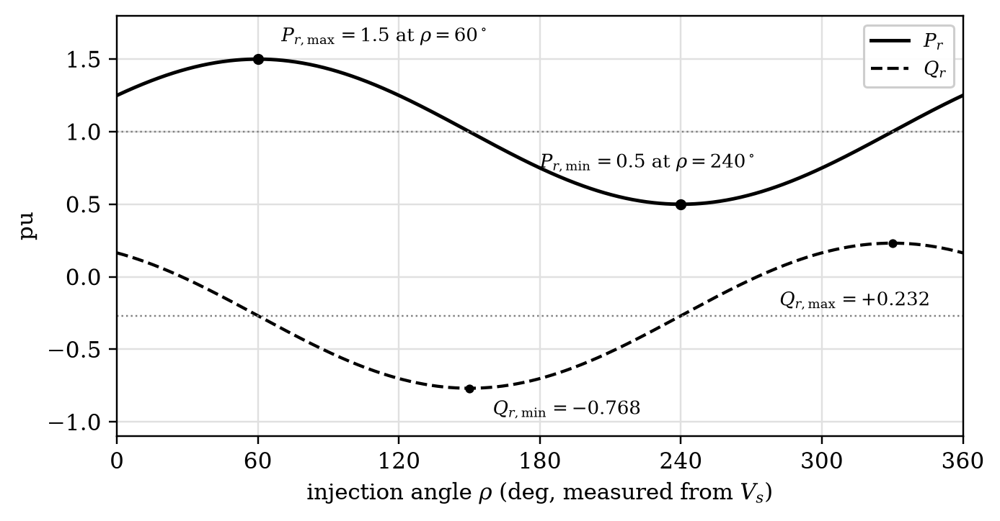 P_{r, max} = 1.5 at ρ = 60°
P_r
Q_r
1.5
1.0
0.5
0.0
−0.5
−1.0
pu
P_{r, min} = 0.5 at ρ = 240°
Q_{r, max} = +0.232
Q_{r, min} = −0.768
0 60 120 180 240 300 360
injection angle ρ (deg, measured from V_s)